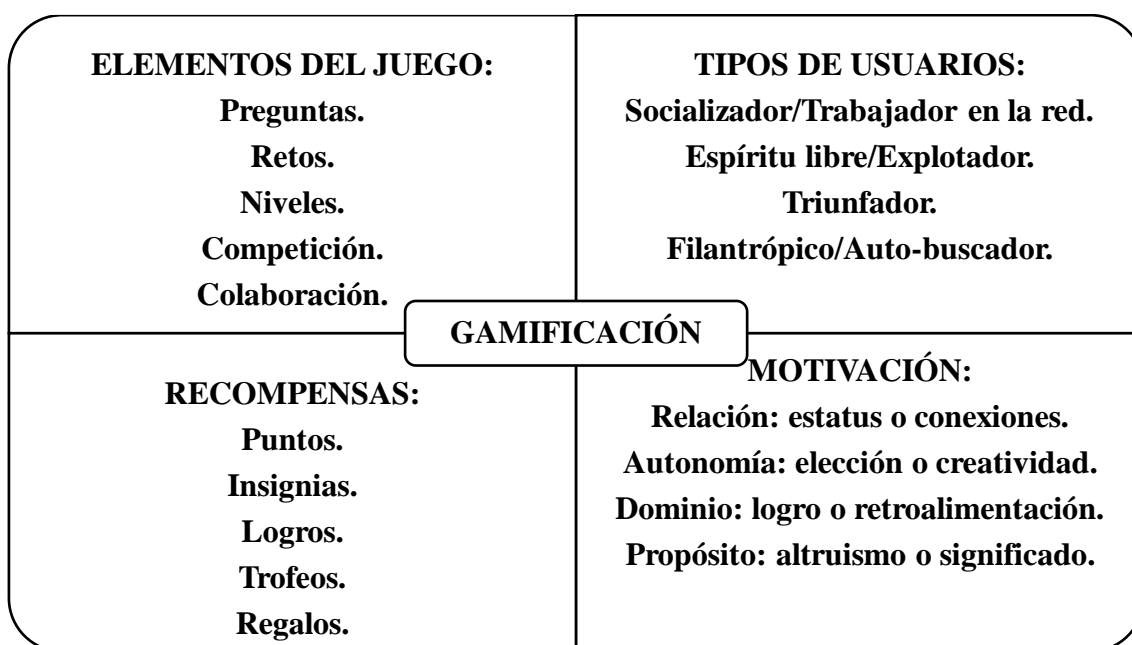 ELEMENTOS DEL JUEGO:
Preguntas.
Retos.
Niveles.
Competición.
Colaboración.
TIPOS DE USUARIOS:
Socializador/Trabajador en la red.
Espíritu libre/Explotador.
Triunfador.
Filantrópico/Auto-buscador.
GAMIFICACIÓN
RECOMPENSAS:
Puntos.
Insignias.
Logros.
Trofeos.
Regalos.
MOTIVACIÓN:
Relación: estatus o conexiones.
Autonomía: elección o creatividad.
Dominio: logro o retroalimentación.
Propósito: altruismo o significado.